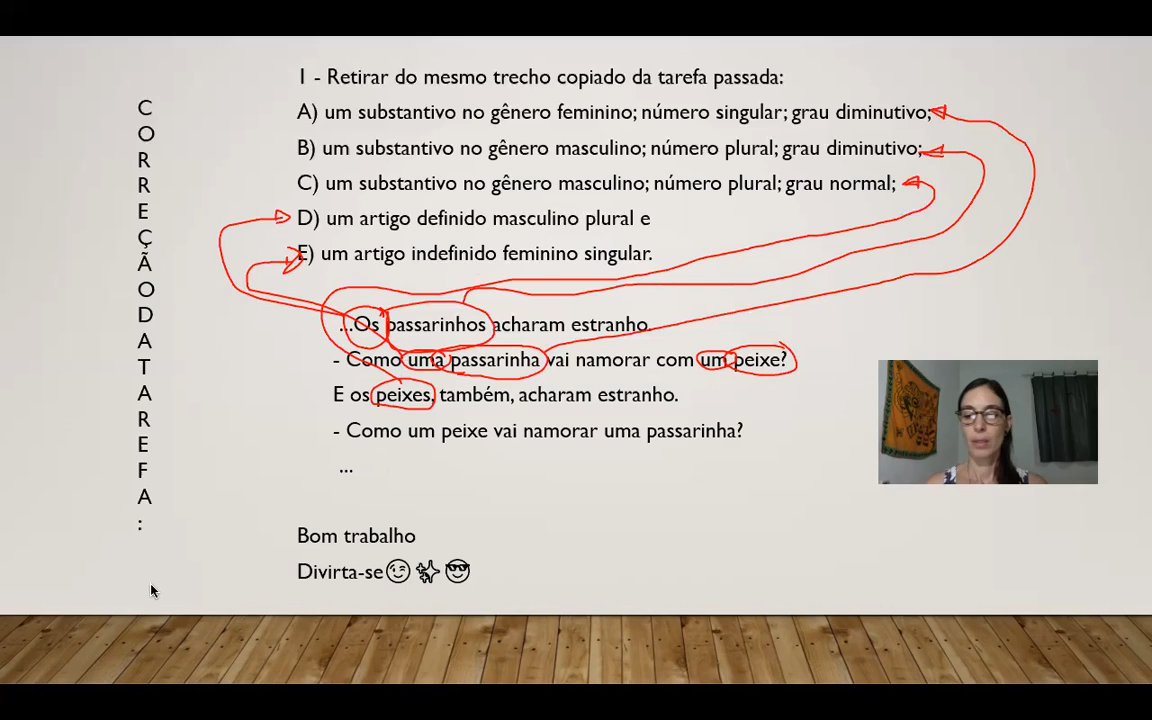 CORREÇÃO DA TAREFA:
1 - Retirar do mesmo trecho copiado da tarefa passada:
A) um substantivo no gênero feminino; número singular; grau diminutivo;
B) um substantivo no gênero masculino; número plural; grau diminutivo;
C) um substantivo no gênero masculino; número plural; grau normal;
D) um artigo definido masculino plural e
E) um artigo indefinido feminino singular.
...Os passarinhos acharam estranho.
- Como uma passarinha vai namorar com um peixe?
E os peixes, também, acharam estranho.
- Como um peixe vai namorar uma passarinha?
...
Bom trabalho
Divirta-se😉✨😎